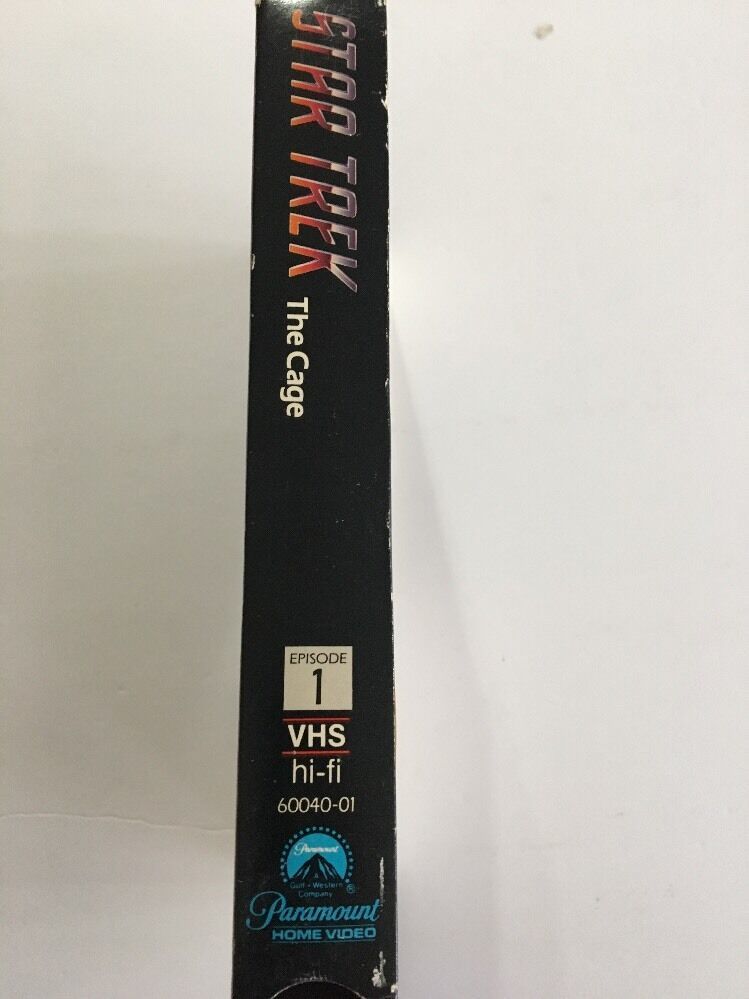 STAR TREK
The Cage
EPISODE
1
VHS
hi-fi
60040-01
Paramount
Gulf + Western
Company
®
Paramount
HOME VIDEO